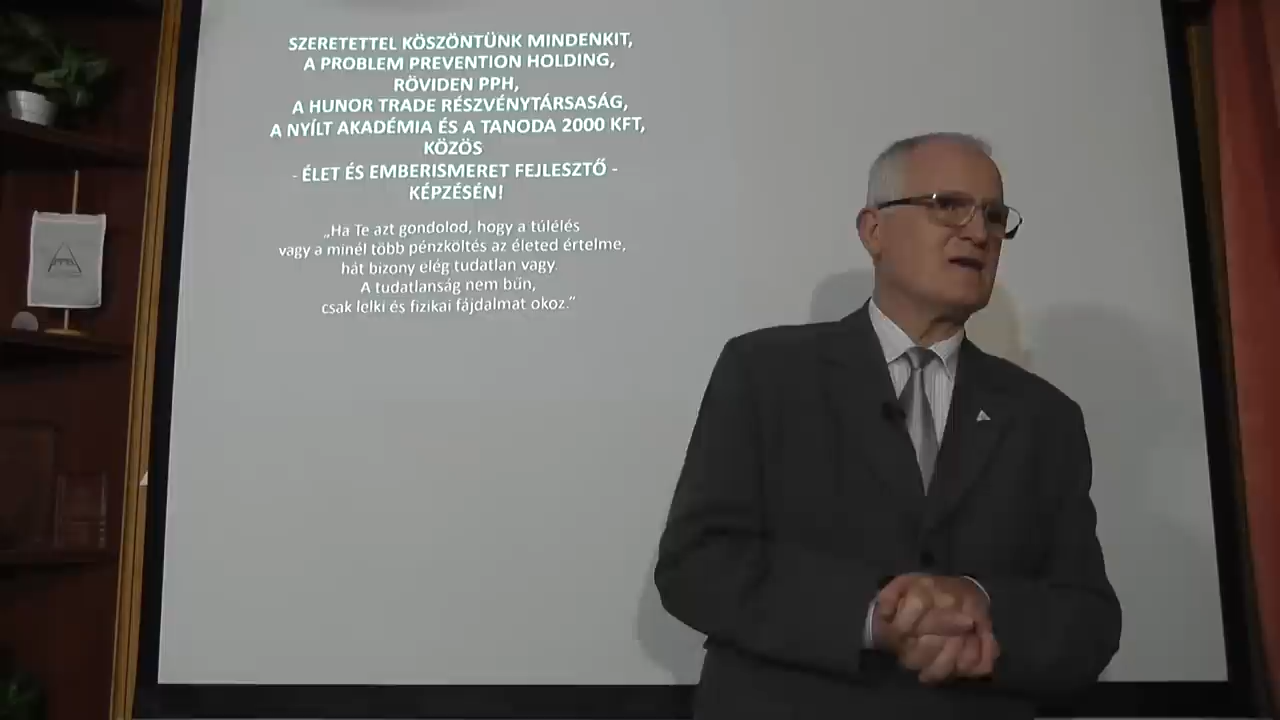 SZERETETTEL KÖSZÖNTÜNK MINDENKIT,
A PROBLEM PREVENTION HOLDING,
RÖVIDEN PPH,
A HUNOR TRADE RÉSZVÉNYTÁRSASÁG,
A NYÍLT AKADÉMIA ÉS A TANODA 2000 KFT,
KÖZÖS
- ÉLET ÉS EMBERISMERET FEJLESZTŐ -
KÉPZÉSÉN!
„Ha Te azt gondolod, hogy a túlélés
vagy a minél több pénzköltés az életed értelme,
hát bizony elég tudatlan vagy.
A tudatlanság nem bűn,
csak lelki és fizikai fájdalmat okoz.”